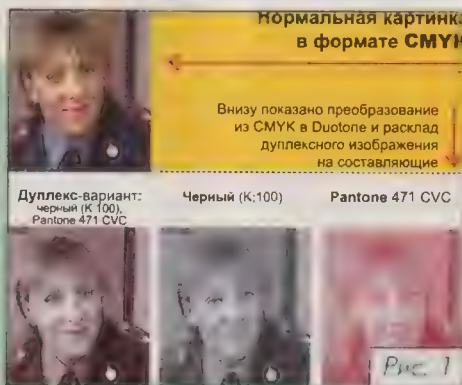 Нормальная картинка
в формате CMYK
Внизу показано преобразование
из CMYK в Duotone и расклад
дуплексного изображения
на составляющие
Дуплекс-вариант:
черный (K:100),
Pantone 471 CVC
Черный (K:100)
Pantone 471 CVC
Рис. 1